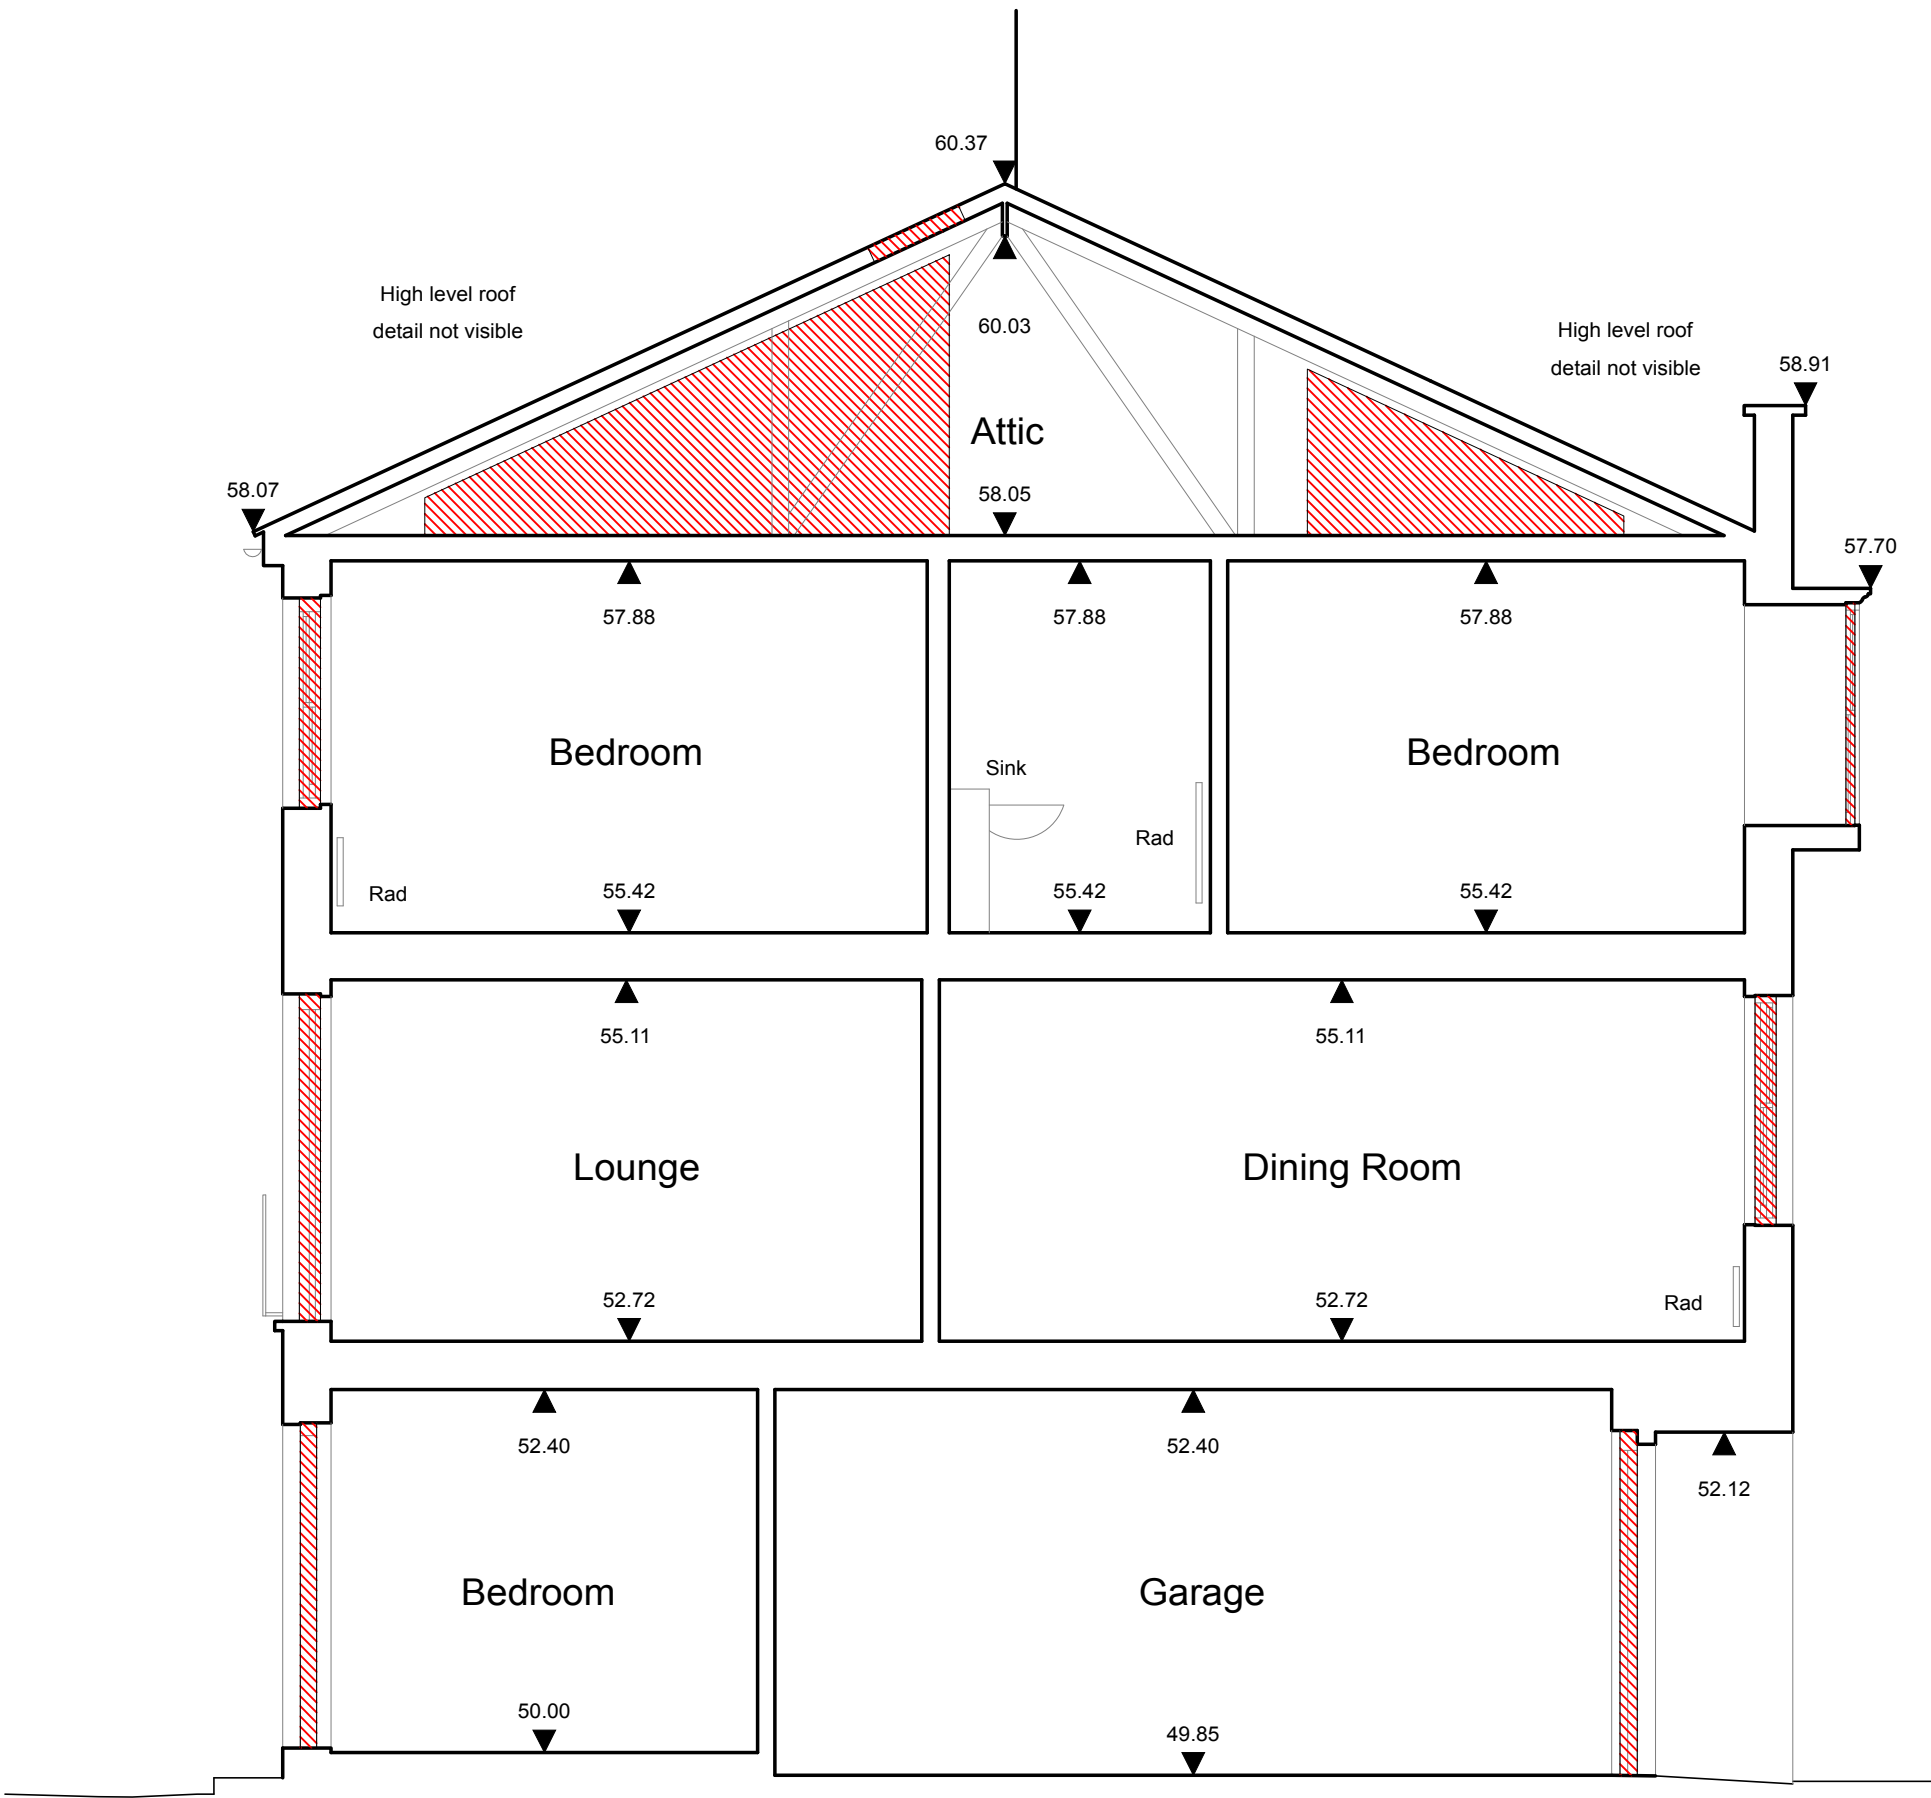 60.37
High level roof
detail not visible
60.03
High level roof
detail not visible
58.91
Attic
58.07
58.05
57.70
57.88
57.88
57.88
Bedroom
Sink
Bedroom
Rad
Rad
55.42
55.42
55.42
55.11
55.11
Lounge
Dining Room
52.72
52.72
Rad
52.40
52.40
52.12
Bedroom
Garage
50.00
49.85